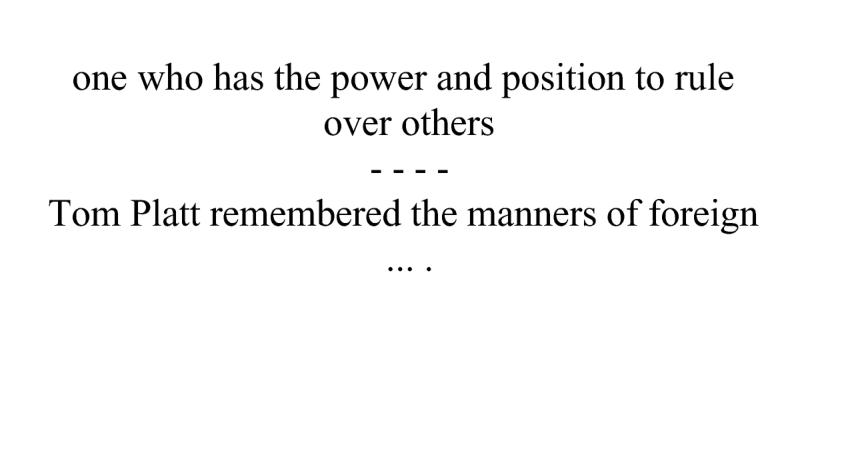 one who has the power and position to rule
over others
- - - -
Tom Platt remembered the manners of foreign
... .